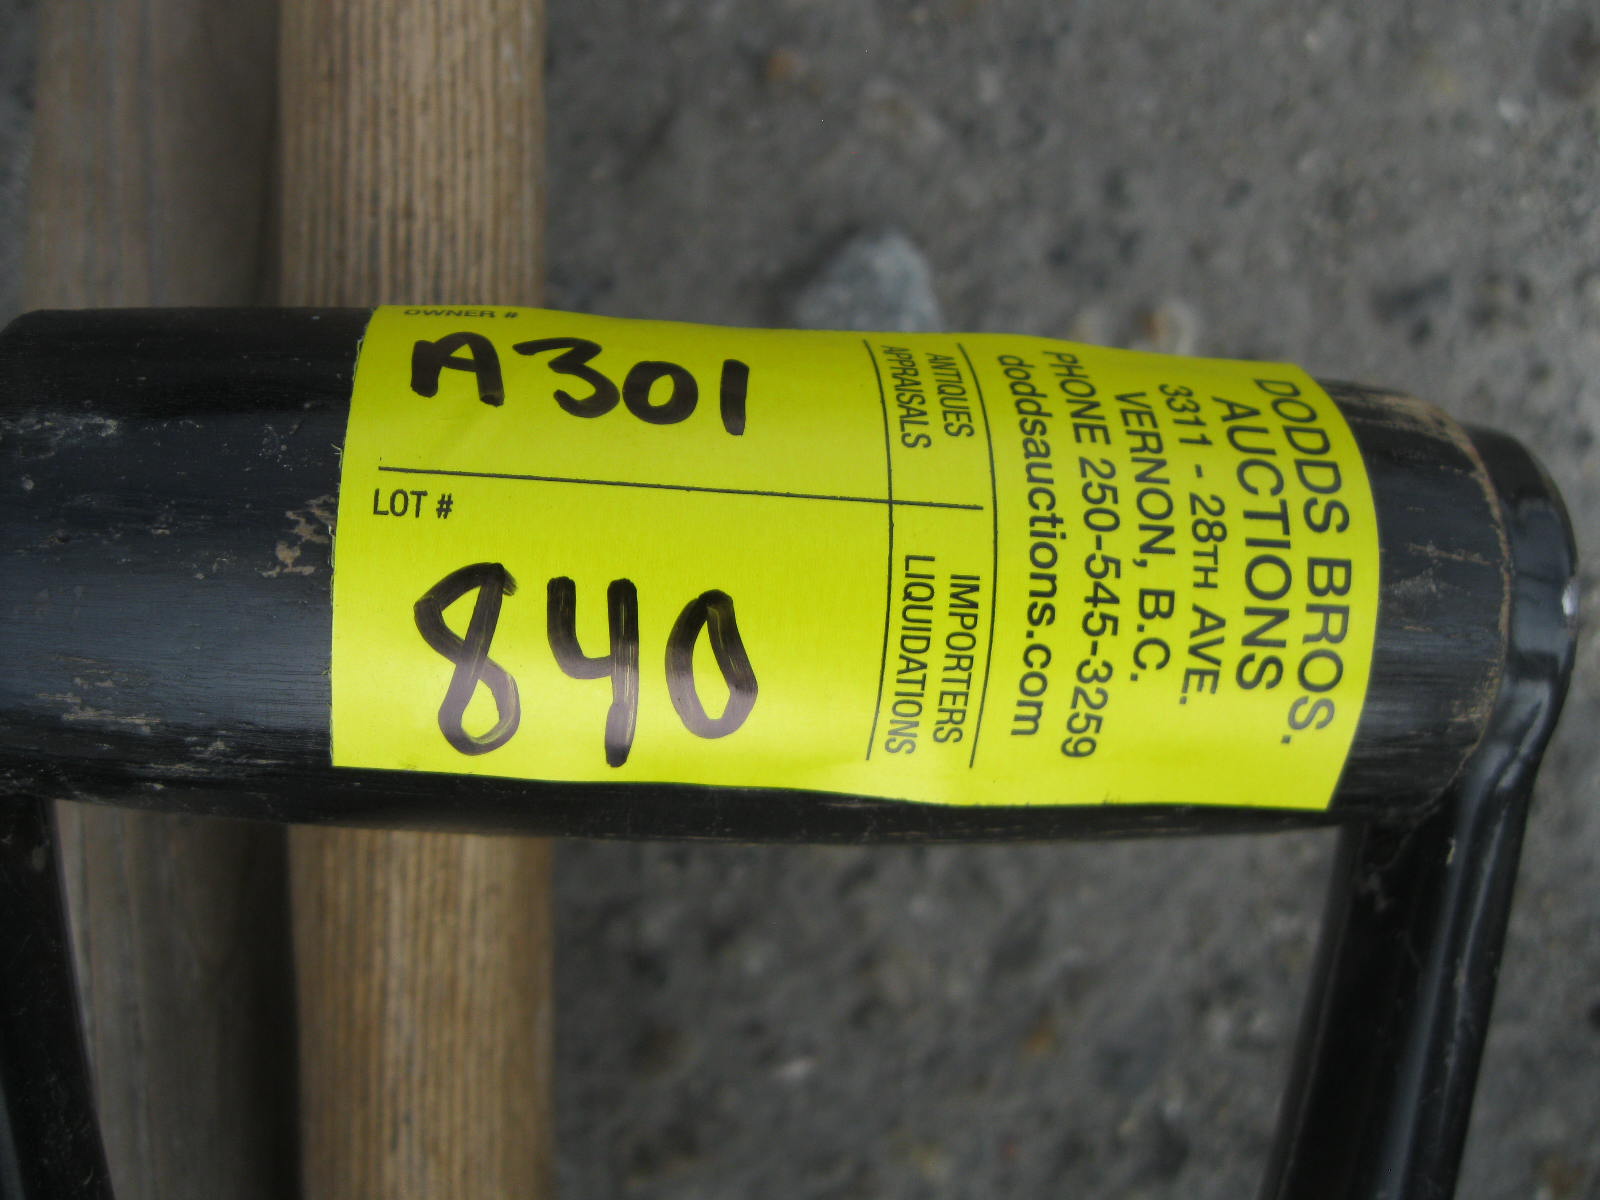 OWNER #
A301
LOT #
840
DODDS BROS.
AUCTIONS
3311 - 28TH AVE.
VERNON, B.C.
PHONE 250-545-3259
doddsauctions.com
ANTIQUES
APPRAISALS
IMPORTERS
LIQUIDATIONS